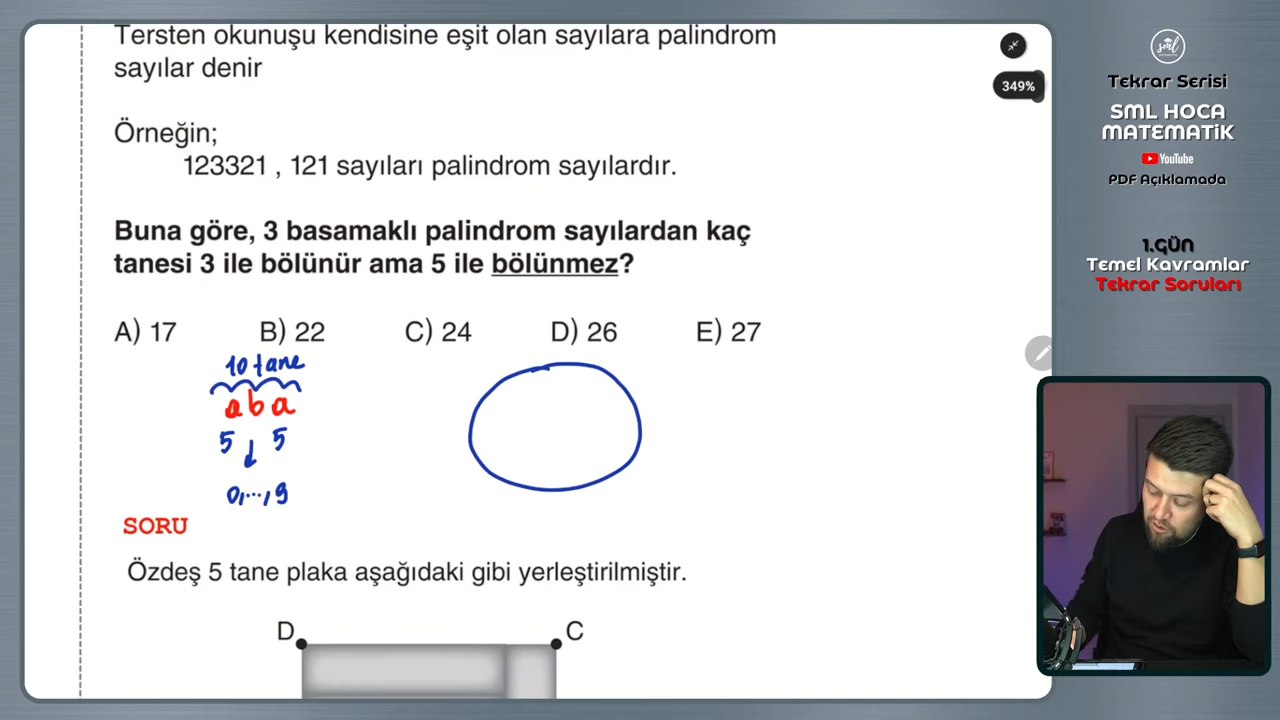 Tersten okunuşu kendisine eşit olan sayılara palindrom
sayılar denir
Örneğin;
123321 , 121 sayıları palindrom sayılardır.
Buna göre, 3 basamaklı palindrom sayılardan kaç
tanesi 3 ile bölünür ama 5 ile bölünmez?
A) 17 B) 22 C) 24 D) 26 E) 27
10 tane
a b a
5 5
0,...,9
SORU
Özdeş 5 tane plaka aşağıdaki gibi yerleştirilmiştir.
D C
349%
sml
Tekrar Serisi
SML HOCA
MATEMATİK
YouTube
PDF Açıklamada
1.GÜN
Temel Kavramlar
Tekrar Soruları